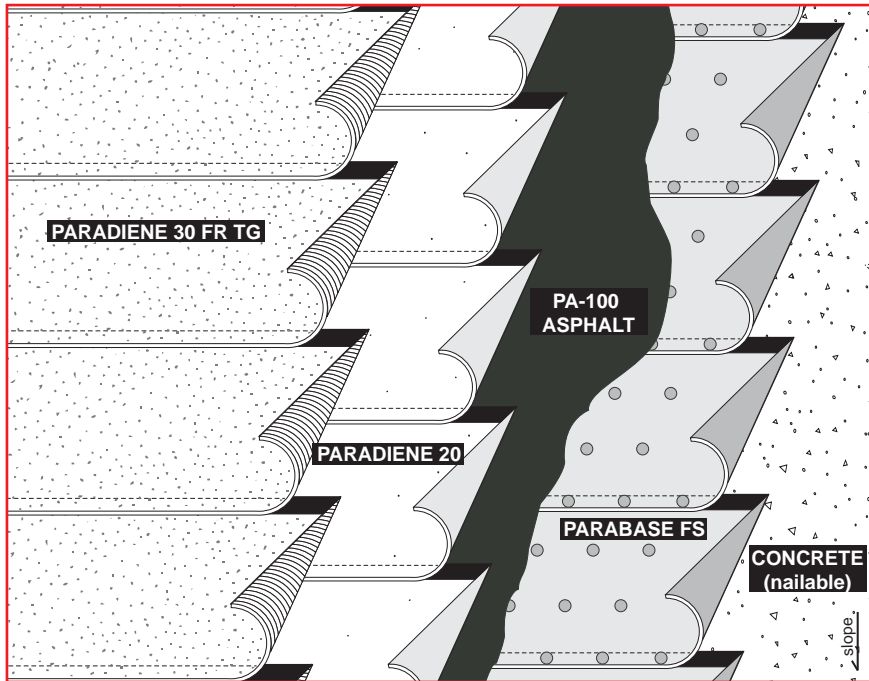 PARADIENE 30 FR TG
PA-100
ASPHALT
PARADIENE 20
PARABASE FS
CONCRETE
(nailable)
slope